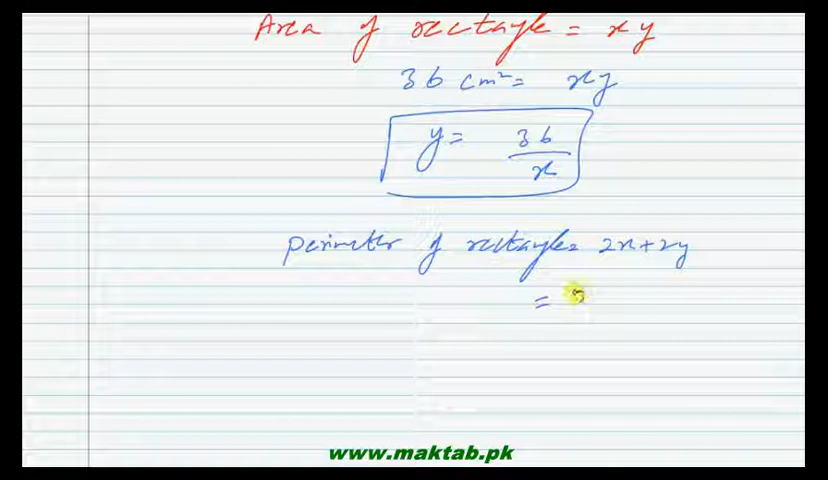 Area of rectangle = xy
36 cm² = xy
y = 36/x
Perimeter of rectangle = 2x+2y
=
www.maktab.pk